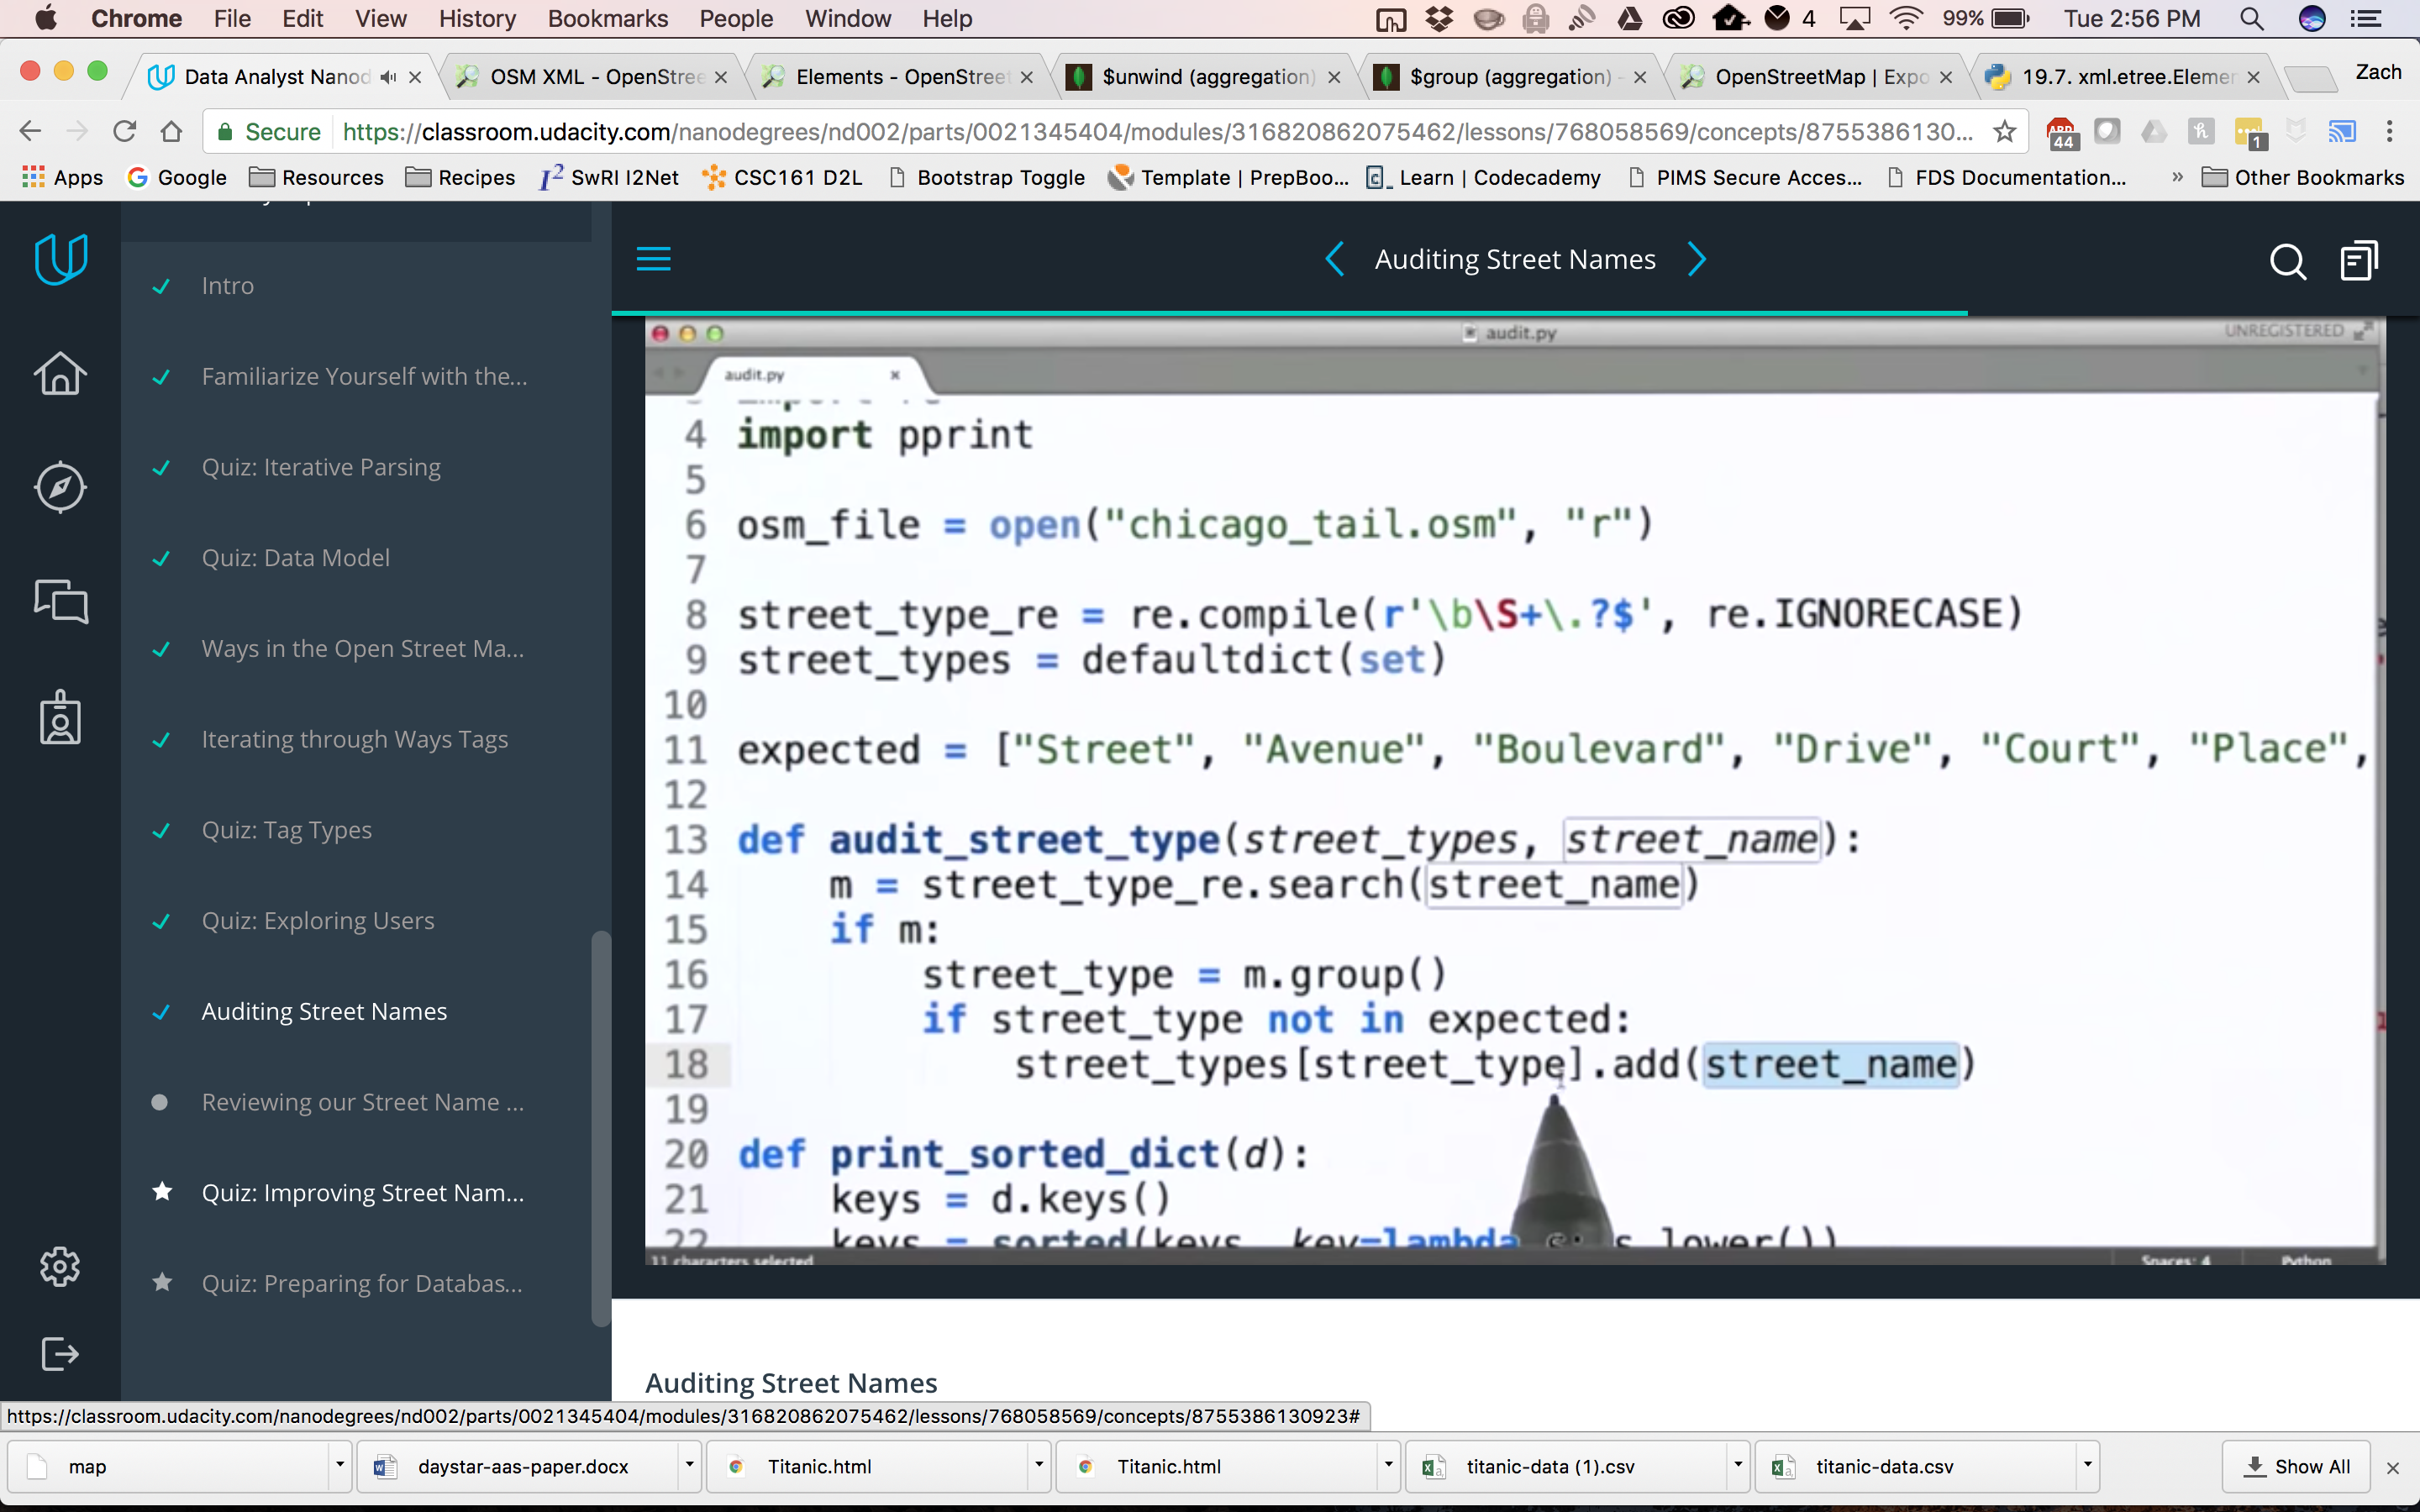 Chrome File Edit View History Bookmarks People Window Help 4 99% Tue 2:56 PM
Data Analyst Nanod OSM XML - OpenStree Elements - OpenStreet $unwind (aggregation) $group (aggregation) - OpenStreetMap | Expo 19.7. xml.etree.Elemen Zach
Secure https://classroom.udacity.com/nanodegrees/nd002/parts/0021345404/modules/316820862075462/lessons/768058569/concepts/8755386130... ABP 44 h 1
Apps Google Resources Recipes I2 SwRI I2Net CSC161 D2L Bootstrap Toggle Template | PrepBoo... Learn | Codecademy PIMS Secure Acces... FDS Documentation... » Other Bookmarks
Auditing Street Names
Intro
Familiarize Yourself with the...
Quiz: Iterative Parsing
Quiz: Data Model
Ways in the Open Street Ma...
Iterating through Ways Tags
Quiz: Tag Types
Quiz: Exploring Users
Auditing Street Names
Reviewing our Street Name ...
Quiz: Improving Street Nam...
Quiz: Preparing for Databas...
audit.py UNREGISTERED
audit.py
4 import pprint
5
6 osm_file = open("chicago_tail.osm", "r")
7
8 street_type_re = re.compile(r'\b\S+\.?$', re.IGNORECASE)
9 street_types = defaultdict(set)
10
11 expected = ["Street", "Avenue", "Boulevard", "Drive", "Court", "Place",
12
13 def audit_street_type(street_types, street_name):
14 m = street_type_re.search(street_name)
15 if m:
16 street_type = m.group()
17 if street_type not in expected:
18 street_types[street_type].add(street_name)
19
20 def print_sorted_dict(d):
21 keys = d.keys()
22 keys = sorted(keys, key=lambda s: s.lower())
11 characters selected Spaces: 4 Python
Auditing Street Names
https://classroom.udacity.com/nanodegrees/nd002/parts/0021345404/modules/316820862075462/lessons/768058569/concepts/8755386130923#
map daystar-aas-paper.docx Titanic.html Titanic.html titanic-data (1).csv titanic-data.csv Show All